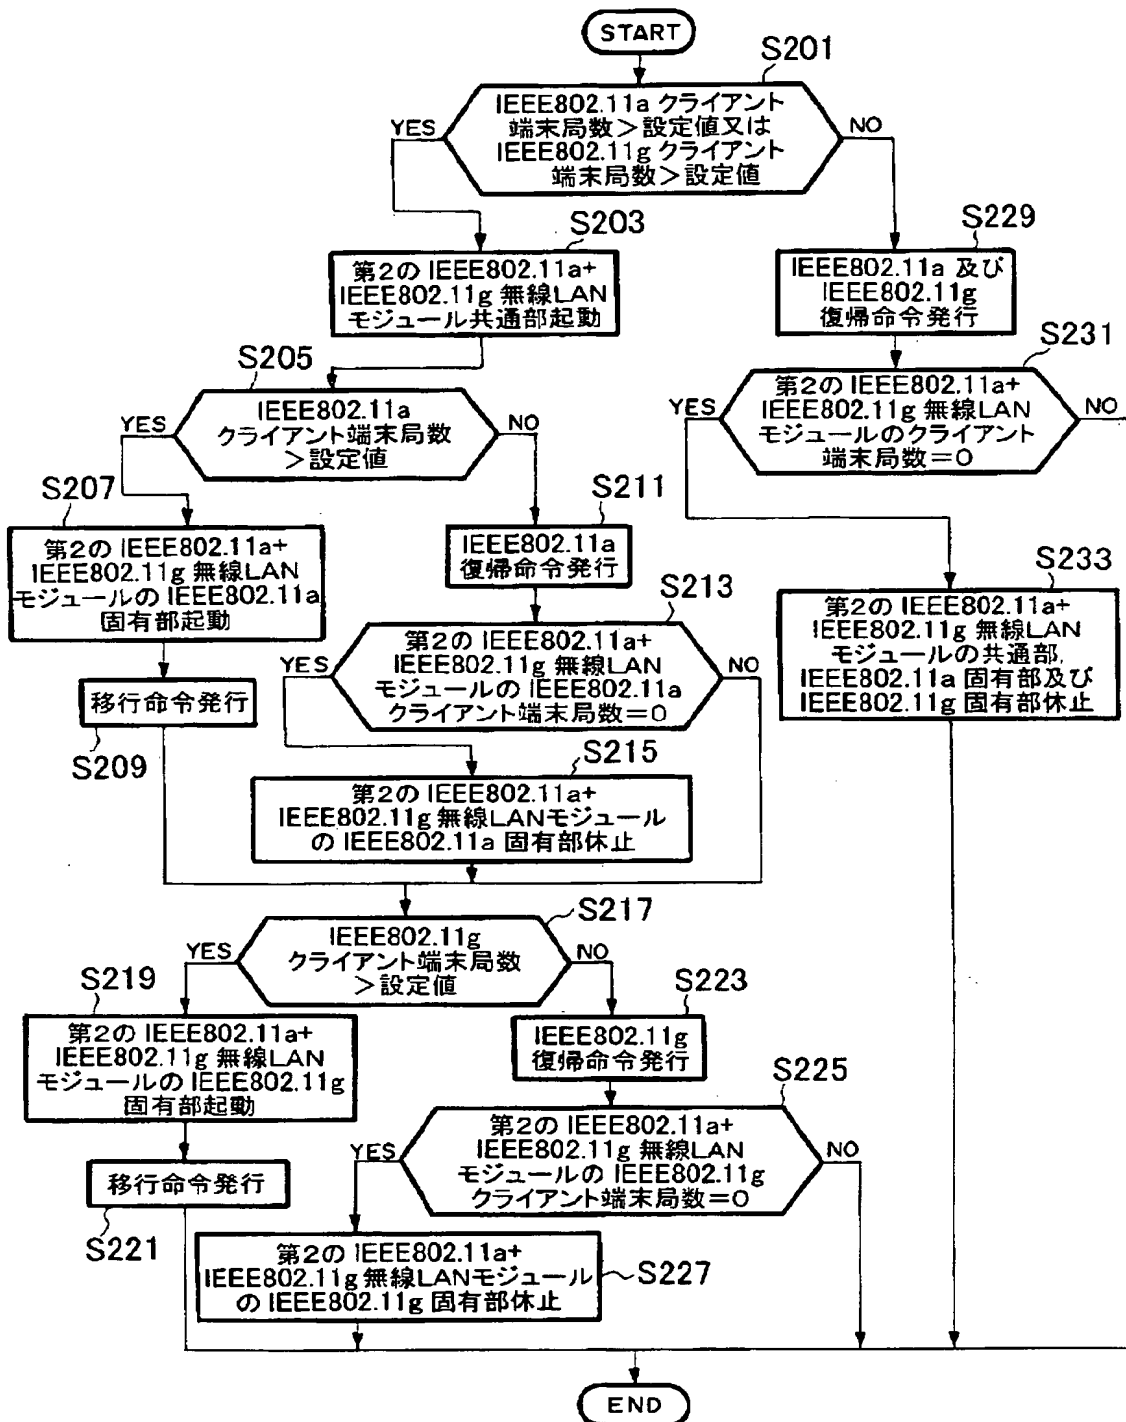 START
S201
IEEE802.11a クライアント
端末局数>設定値又は
IEEE802.11g クライアント
端末局数>設定値
YES
NO
S203
第2の IEEE802.11a+
IEEE802.11g 無線LAN
モジュール共通部起動
S229
IEEE802.11a 及び
IEEE802.11g
復帰命令発行
S205
IEEE802.11a
クライアント端末局数
>設定値
YES
NO
S231
第2の IEEE802.11a+
IEEE802.11g 無線LAN
モジュールのクライアント
端末局数=0
YES
NO
S207
第2の IEEE802.11a+
IEEE802.11g 無線LAN
モジュールの IEEE802.11a
固有部起動
S211
IEEE802.11a
復帰命令発行
S233
第2の IEEE802.11a+
IEEE802.11g 無線LAN
モジュールの共通部,
IEEE802.11a 固有部及び
IEEE802.11g 固有部休止
S213
第2の IEEE802.11a+
IEEE802.11g 無線LAN
モジュールの IEEE802.11a
クライアント端末局数=0
YES
NO
移行命令発行
S209
S215
第2の IEEE802.11a+
IEEE802.11g 無線LANモジュール
の IEEE802.11a 固有部休止
S217
IEEE802.11g
クライアント端末局数
>設定値
YES
NO
S219
第2の IEEE802.11a+
IEEE802.11g 無線LAN
モジュールの IEEE802.11g
固有部起動
S223
IEEE802.11g
復帰命令発行
S225
第2の IEEE802.11a+
IEEE802.11g 無線LAN
モジュールの IEEE802.11g
クライアント端末局数=0
YES
NO
移行命令発行
S221
第2の IEEE802.11a+
IEEE802.11g 無線LANモジュール
の IEEE802.11g 固有部休止
S227
END